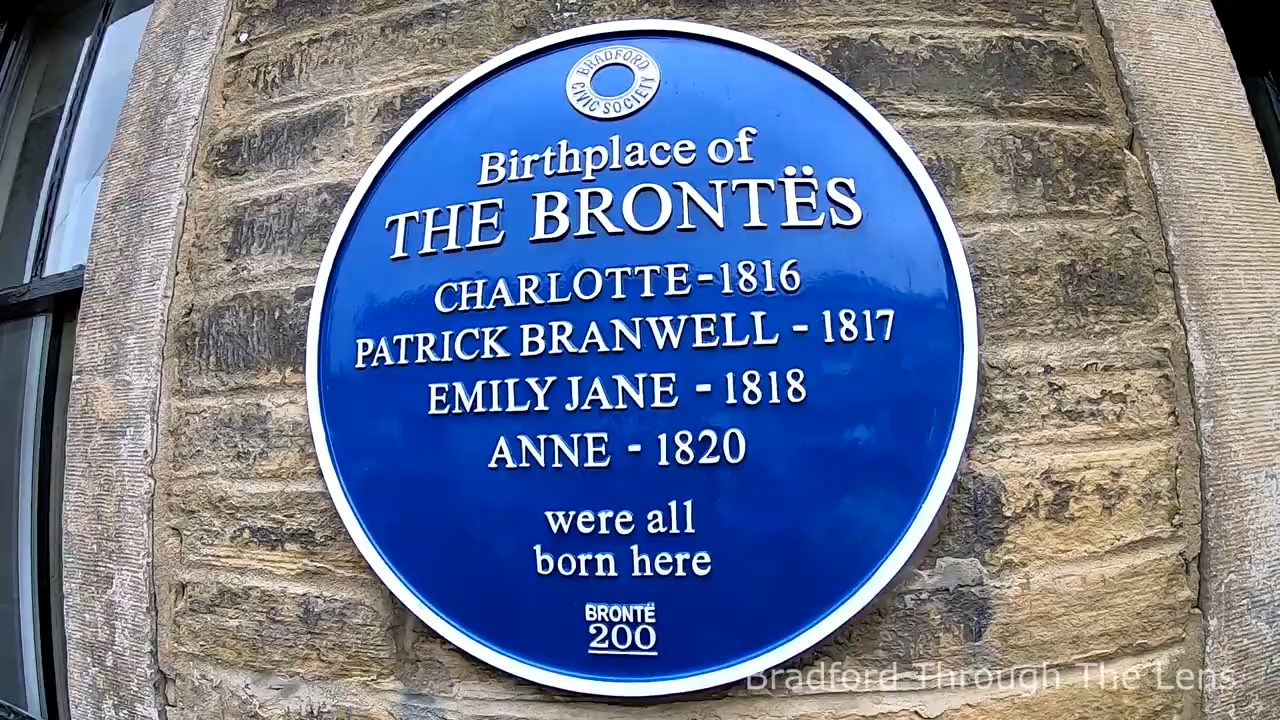 BRADFORD
CIVIC SOCIETY
Birthplace of
THE BRONTËS
CHARLOTTE-1816
PATRICK BRANWELL - 1817
EMILY JANE - 1818
ANNE - 1820
were all
born here
BRONTË
200
Bradford Through The Lens